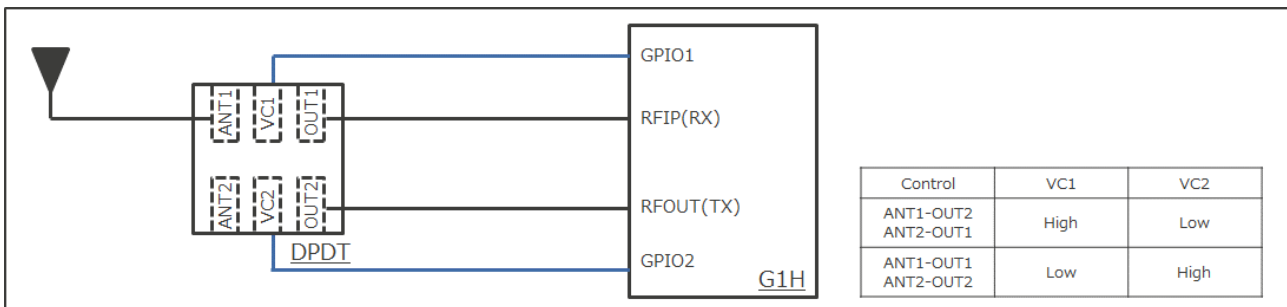 GPIO1
ANT1
VC1
OUT1
RFIP(RX)
ANT2
VC2
OUT2
RFOUT(TX)
DPDT
GPIO2
G1H
Control VC1 VC2
ANT1-OUT2
ANT2-OUT1
High Low
ANT1-OUT1
ANT2-OUT2
Low High